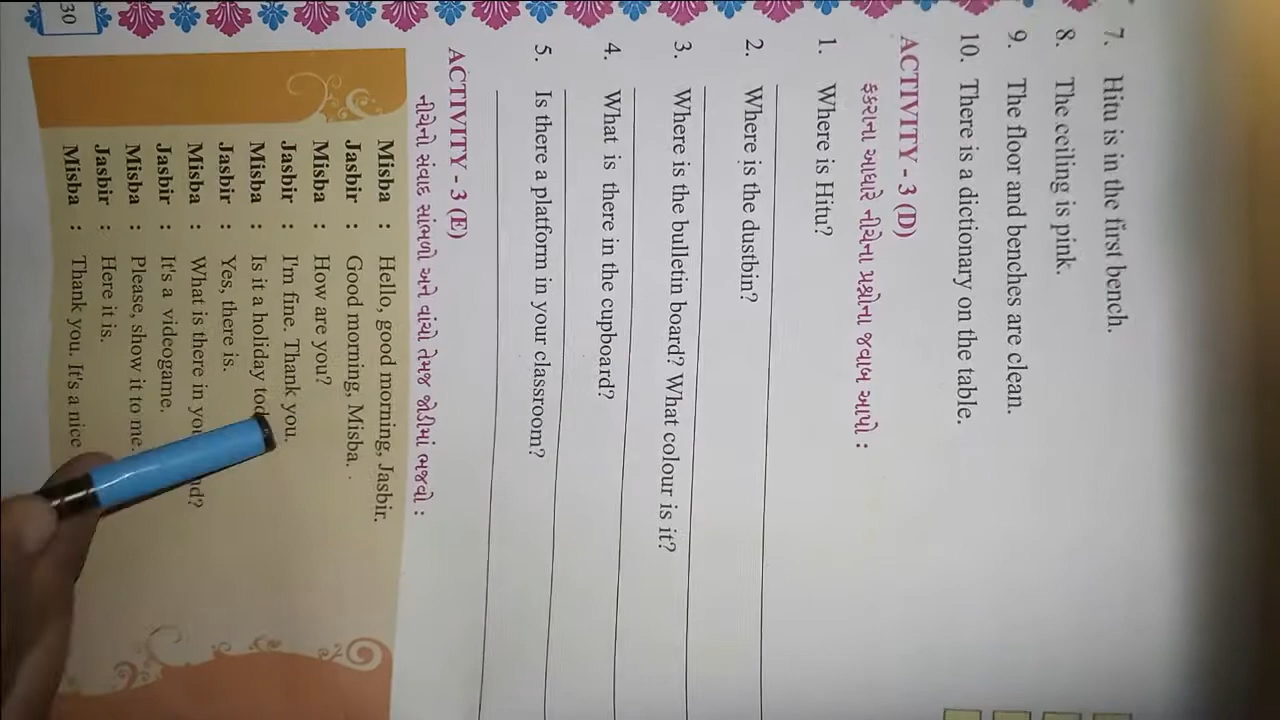 7. Hitu is in the first bench.
8. The ceiling is pink.
9. The floor and benches are clean.
10. There is a dictionary on the table.
ACTIVITY - 3 (D)
ફકરાના આધારે નીચેના પ્રશ્નોના જવાબ આપો :
1. Where is Hitu?
2. Where is the dustbin?
3. Where is the bulletin board? What colour is it?
4. What is there in the cupboard?
5. Is there a platform in your classroom?
ACTIVITY - 3 (E)
નીચેનો સંવાદ સાંભળો અને વાંચો તેમજ જોડીમાં ભજવો :
Misba : Hello, good morning, Jasbir.
Jasbir : Good morning, Misba.
Misba : How are you?
Jasbir : I'm fine. Thank you.
Misba : Is it a holiday
Jasbir : Yes, there is.
Misba : What is there in
Jasbir : It's a videogame.
Misba : Please, show it to me.
Jasbir : Here it is.
Misba : Thank you. It's a nice
30